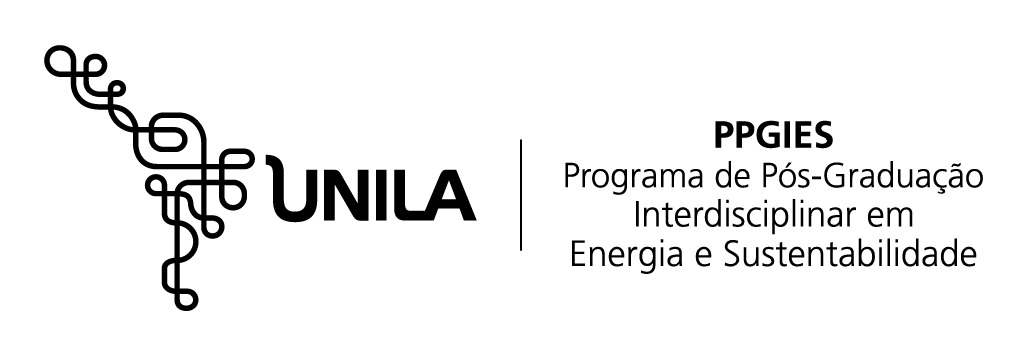 UNILA
PPGIES
Programa de Pós-Graduação
Interdisciplinar em
Energia e Sustentabilidade